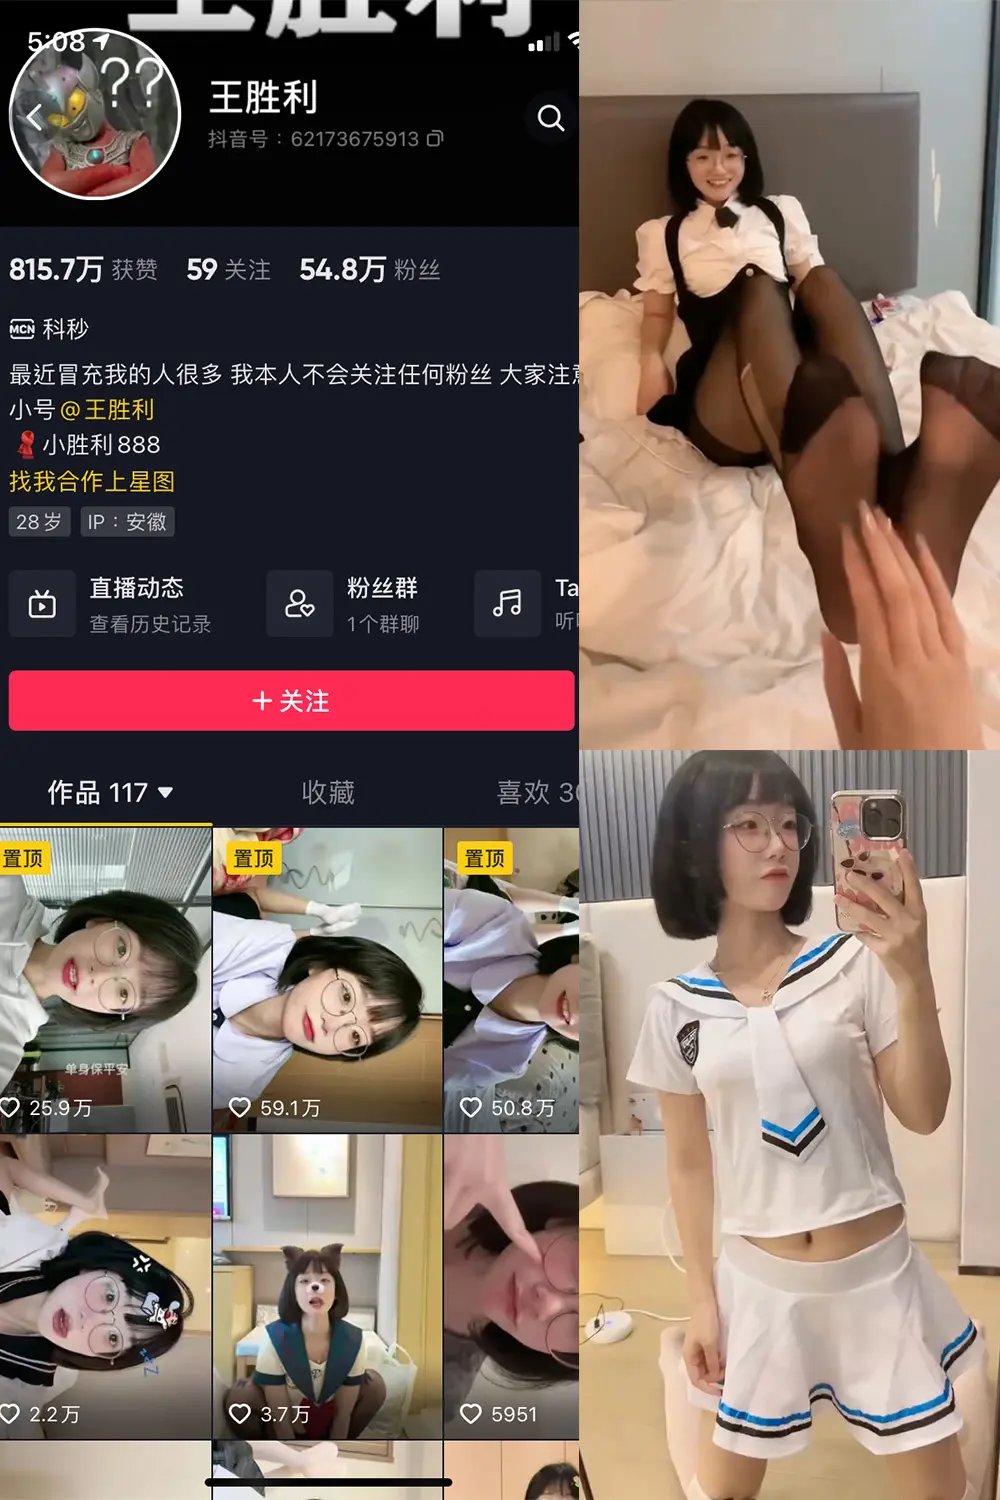 王胜利
5:08
??
王胜利
抖音号：62173675913
815.7万 获赞 59 关注 54.8万 粉丝
MCN 科秒
最近冒充我的人很多 我本人不会关注任何粉丝 大家注意
小号@王胜利
小胜利888
找我合作上星图
28岁 IP：安徽
直播动态 粉丝群 Ta
查看历史记录 1个群聊 听
+ 关注
作品 117 收藏 喜欢 30
置顶 置顶 置顶
单身保平安
25.9万 59.1万 50.8万
zzZ
2.2万 3.7万 5951